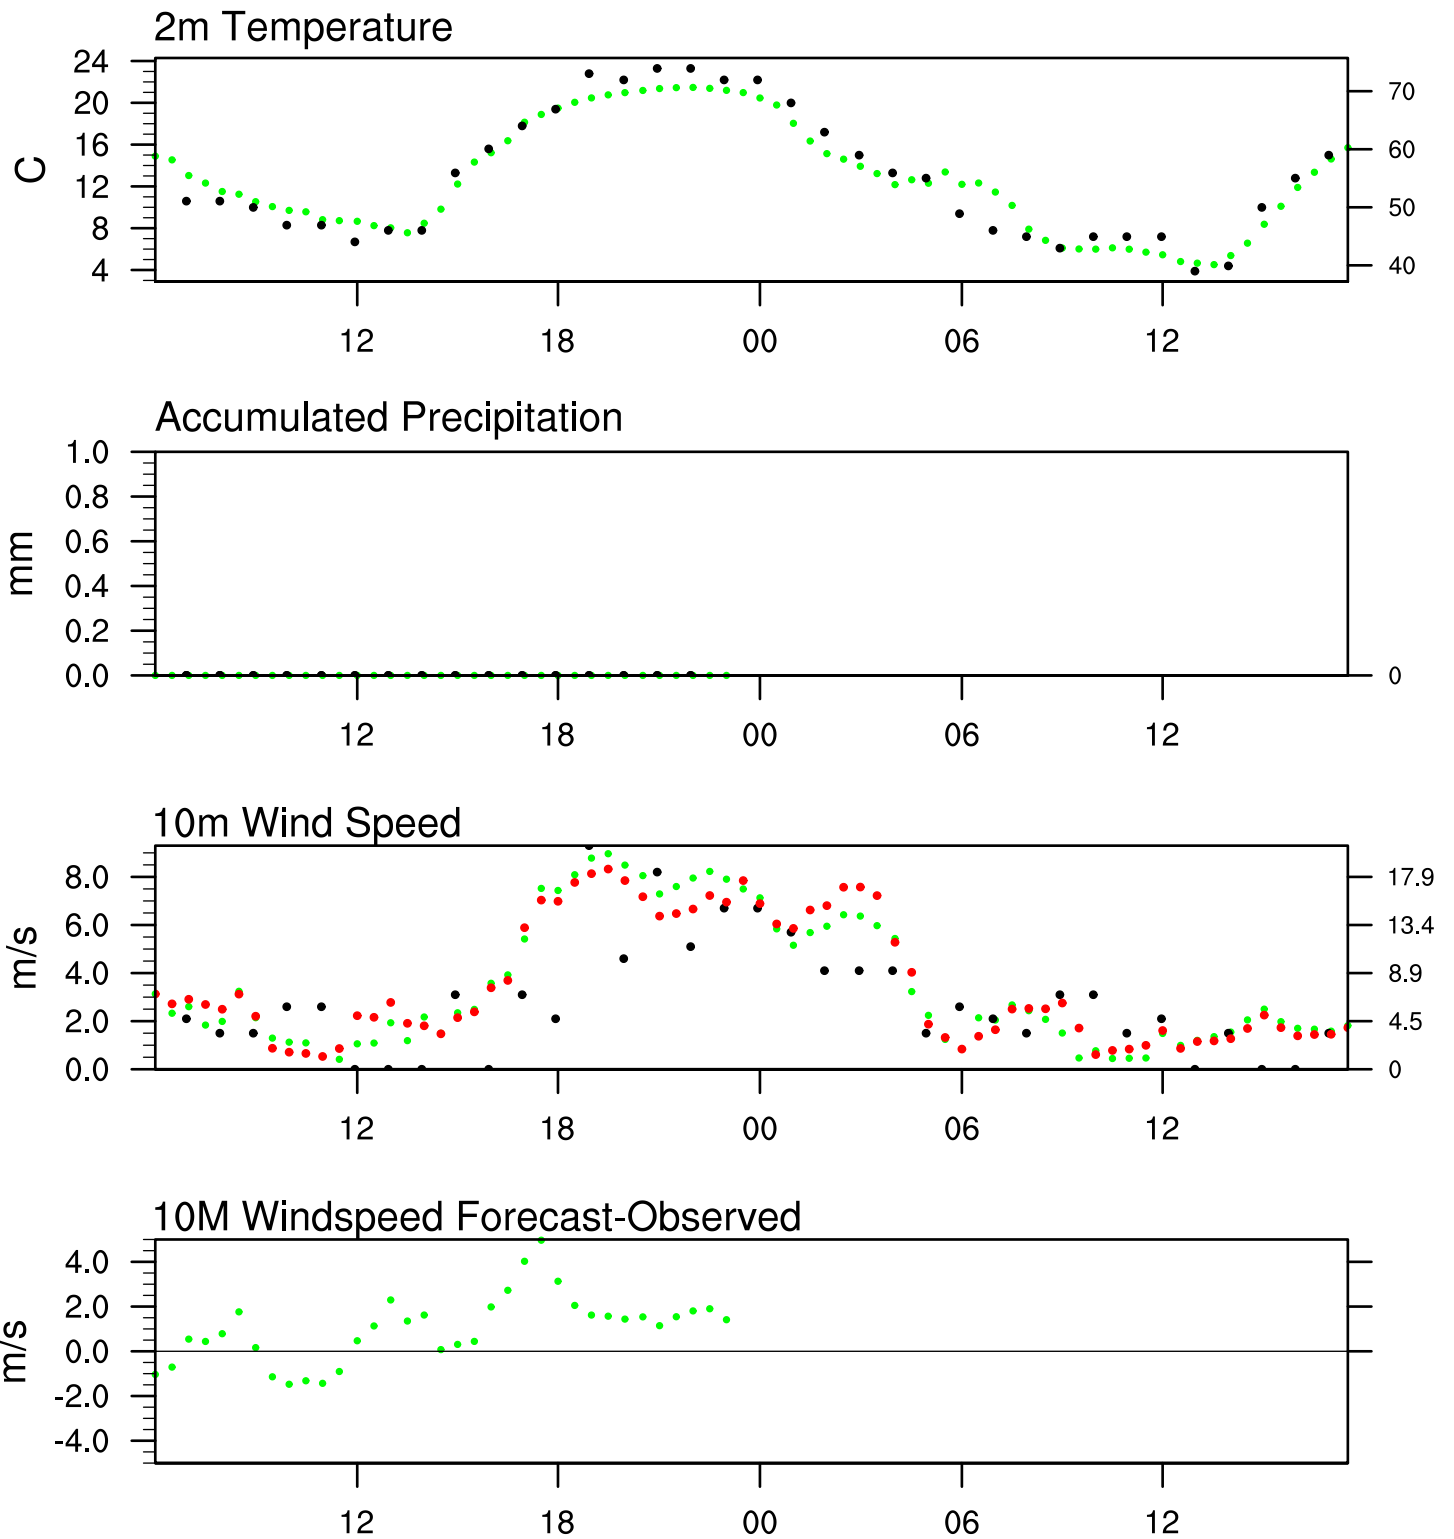 2m Temperature
24
20
16
12
8
4
C
70
60
50
40
12 18 00 06 12
Accumulated Precipitation
1.0
0.8
0.6
0.4
0.2
0.0
mm
0
12 18 00 06 12
10m Wind Speed
8.0
6.0
4.0
2.0
0.0
m/s
17.9
13.4
8.9
4.5
0
12 18 00 06 12
10M Windspeed Forecast-Observed
4.0
2.0
0.0
-2.0
-4.0
m/s
12 18 00 06 12